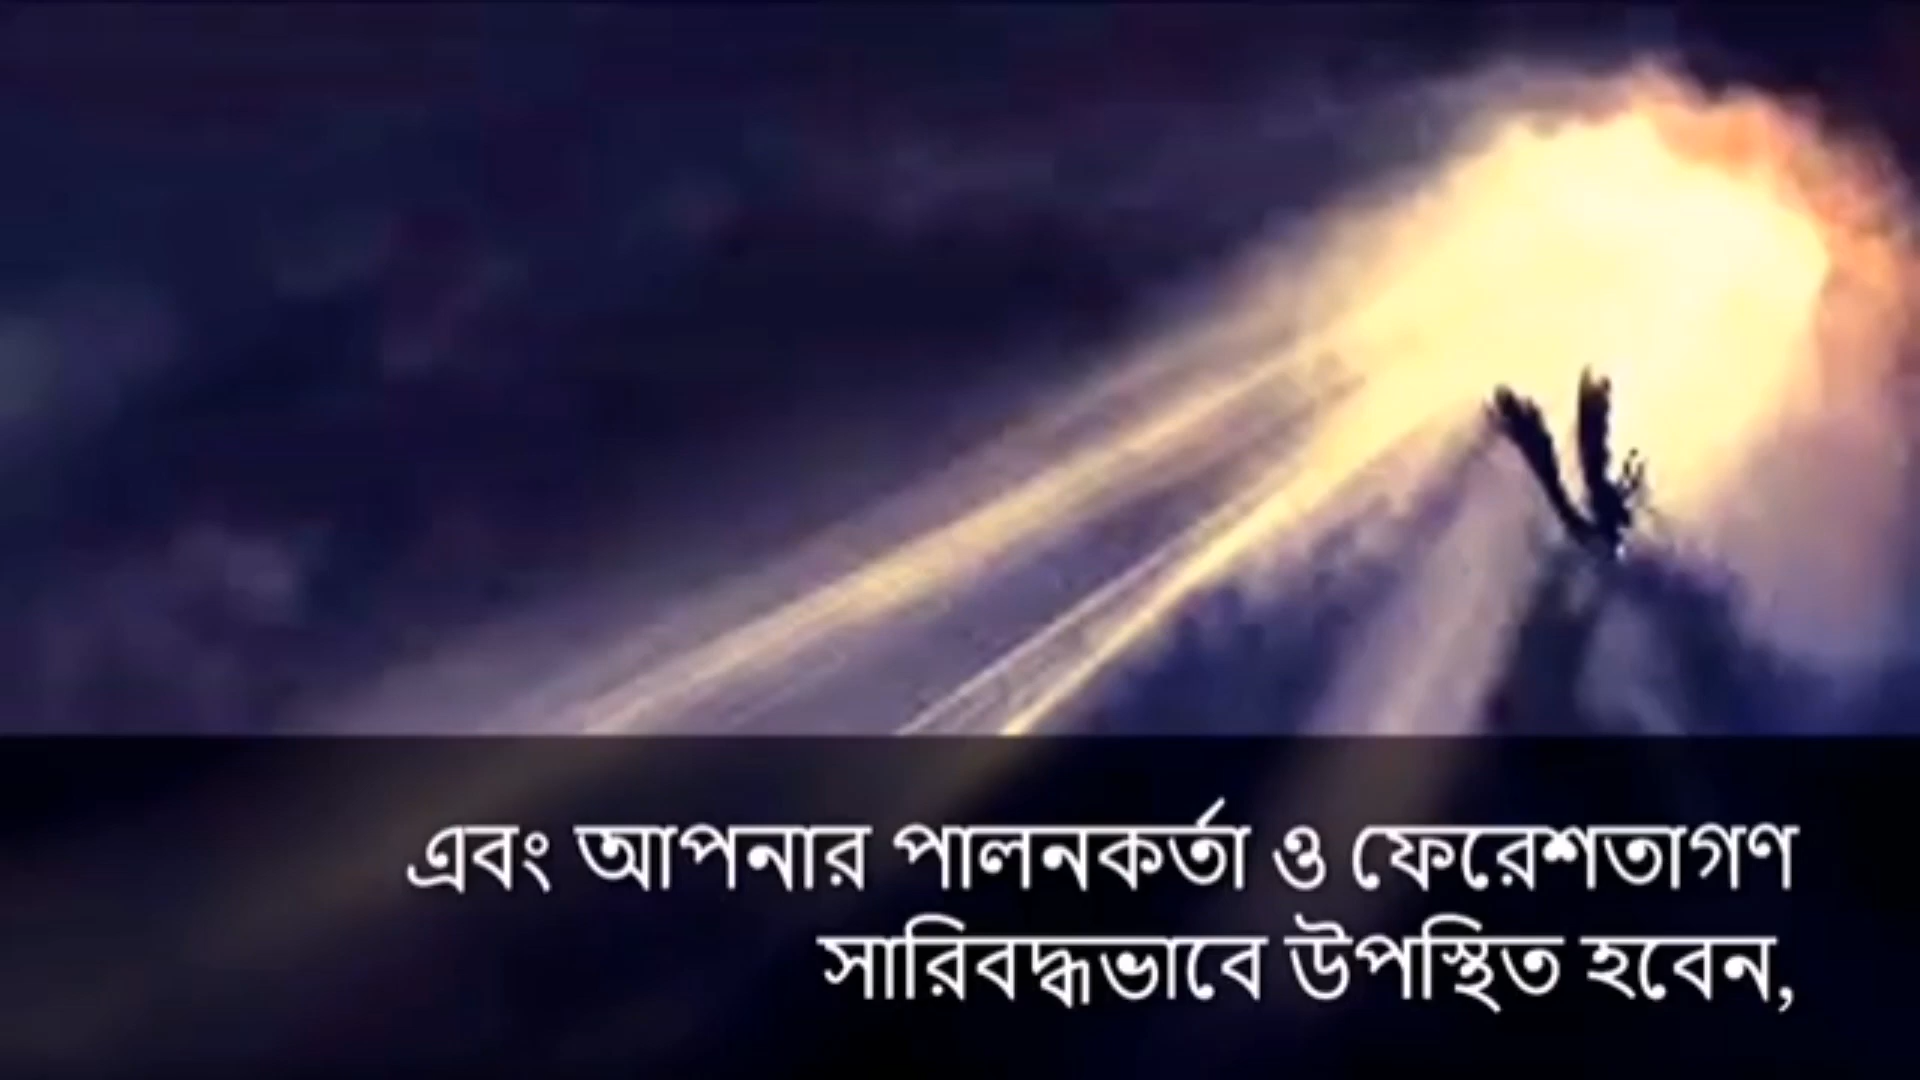 এবং আপনার পালনকর্তা ও ফেরেশতাগণ
সারিবদ্ধভাবে উপস্থিত হবেন,